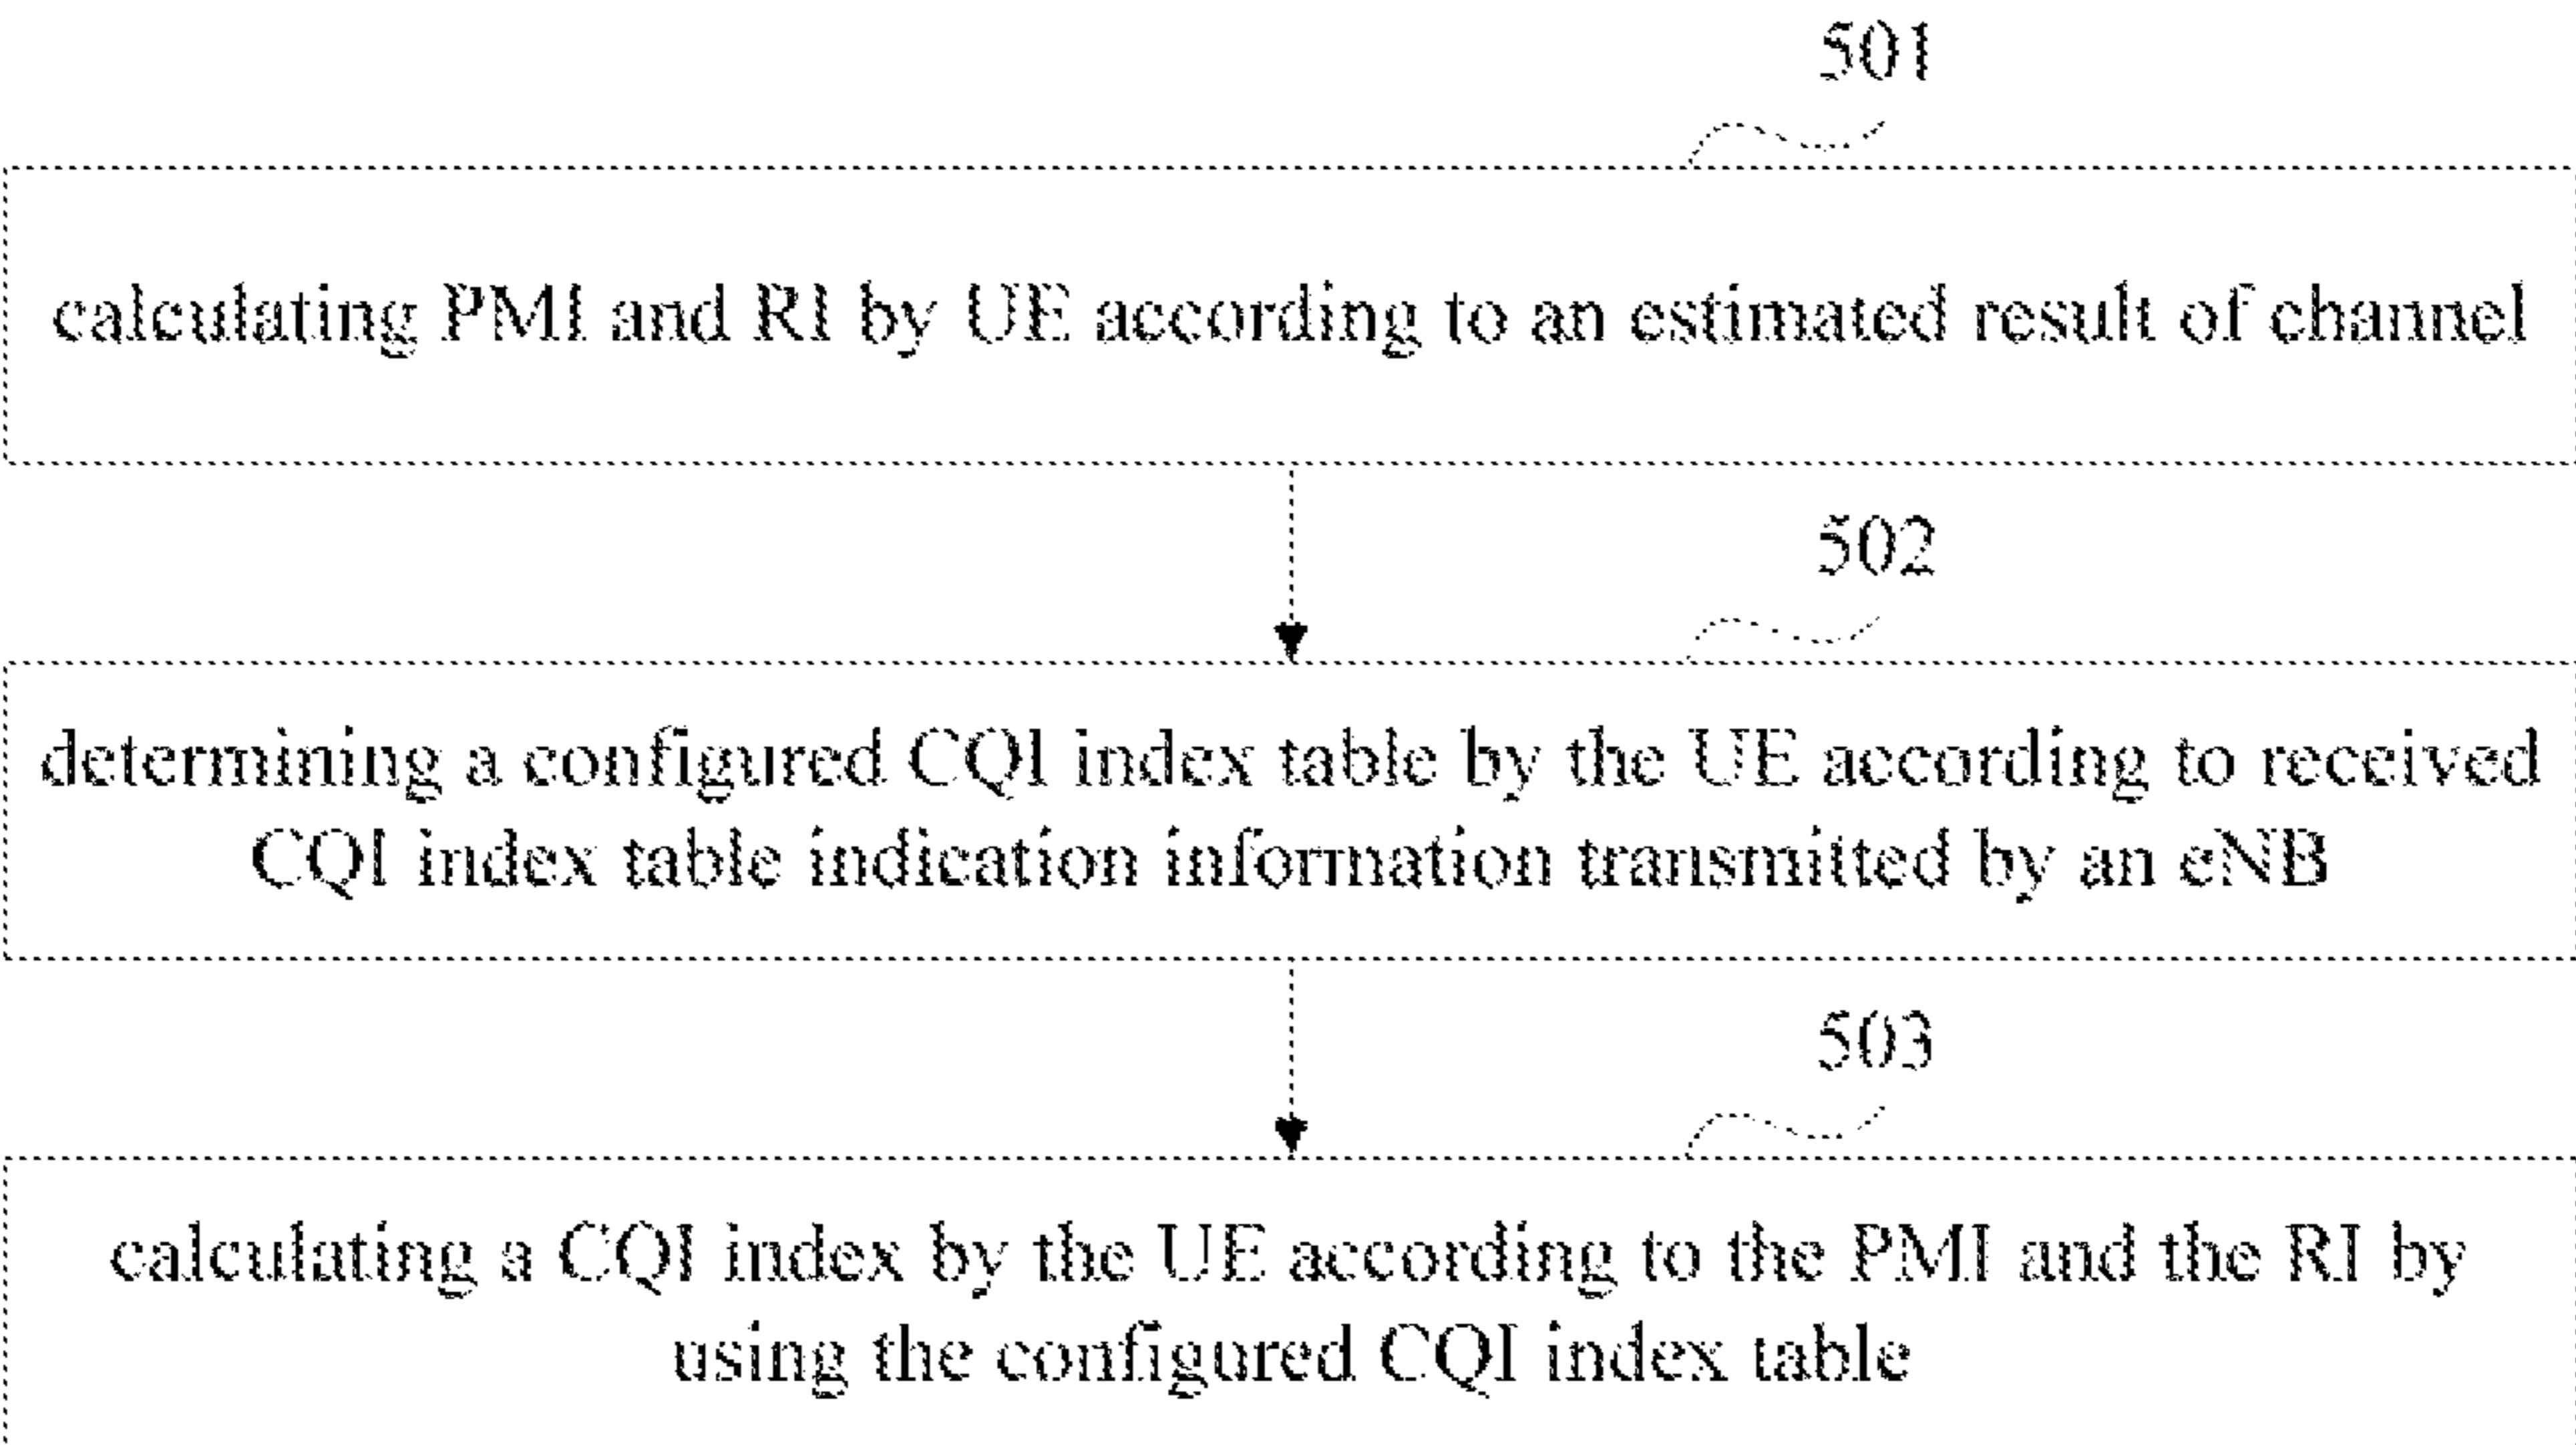 501
calculating PMI and RI by UE according to an estimated result of channel
502
determining a configured CQI index table by the UE according to received
CQI index table indication information transmitted by an eNB
503
calculating a CQI index by the UE according to the PMI and the RI by
using the configured CQI index table